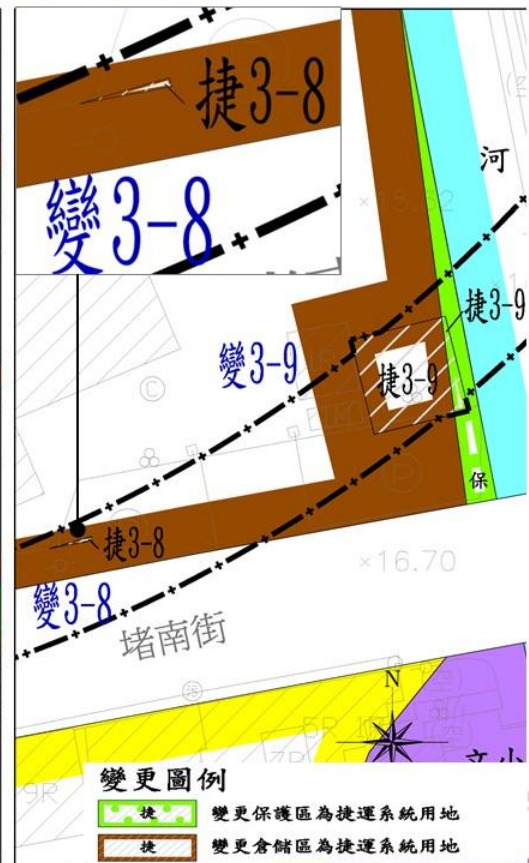 捷3-8
變3-8
×15.52
河
捷3-9
變3-9
捷3-9
保
捷3-8
×16.70
變3-8
堵南街
N
5R
9R
文小
變更圖例
捷 變更保護區為捷運系統用地
捷 變更倉儲區為捷運系統用地